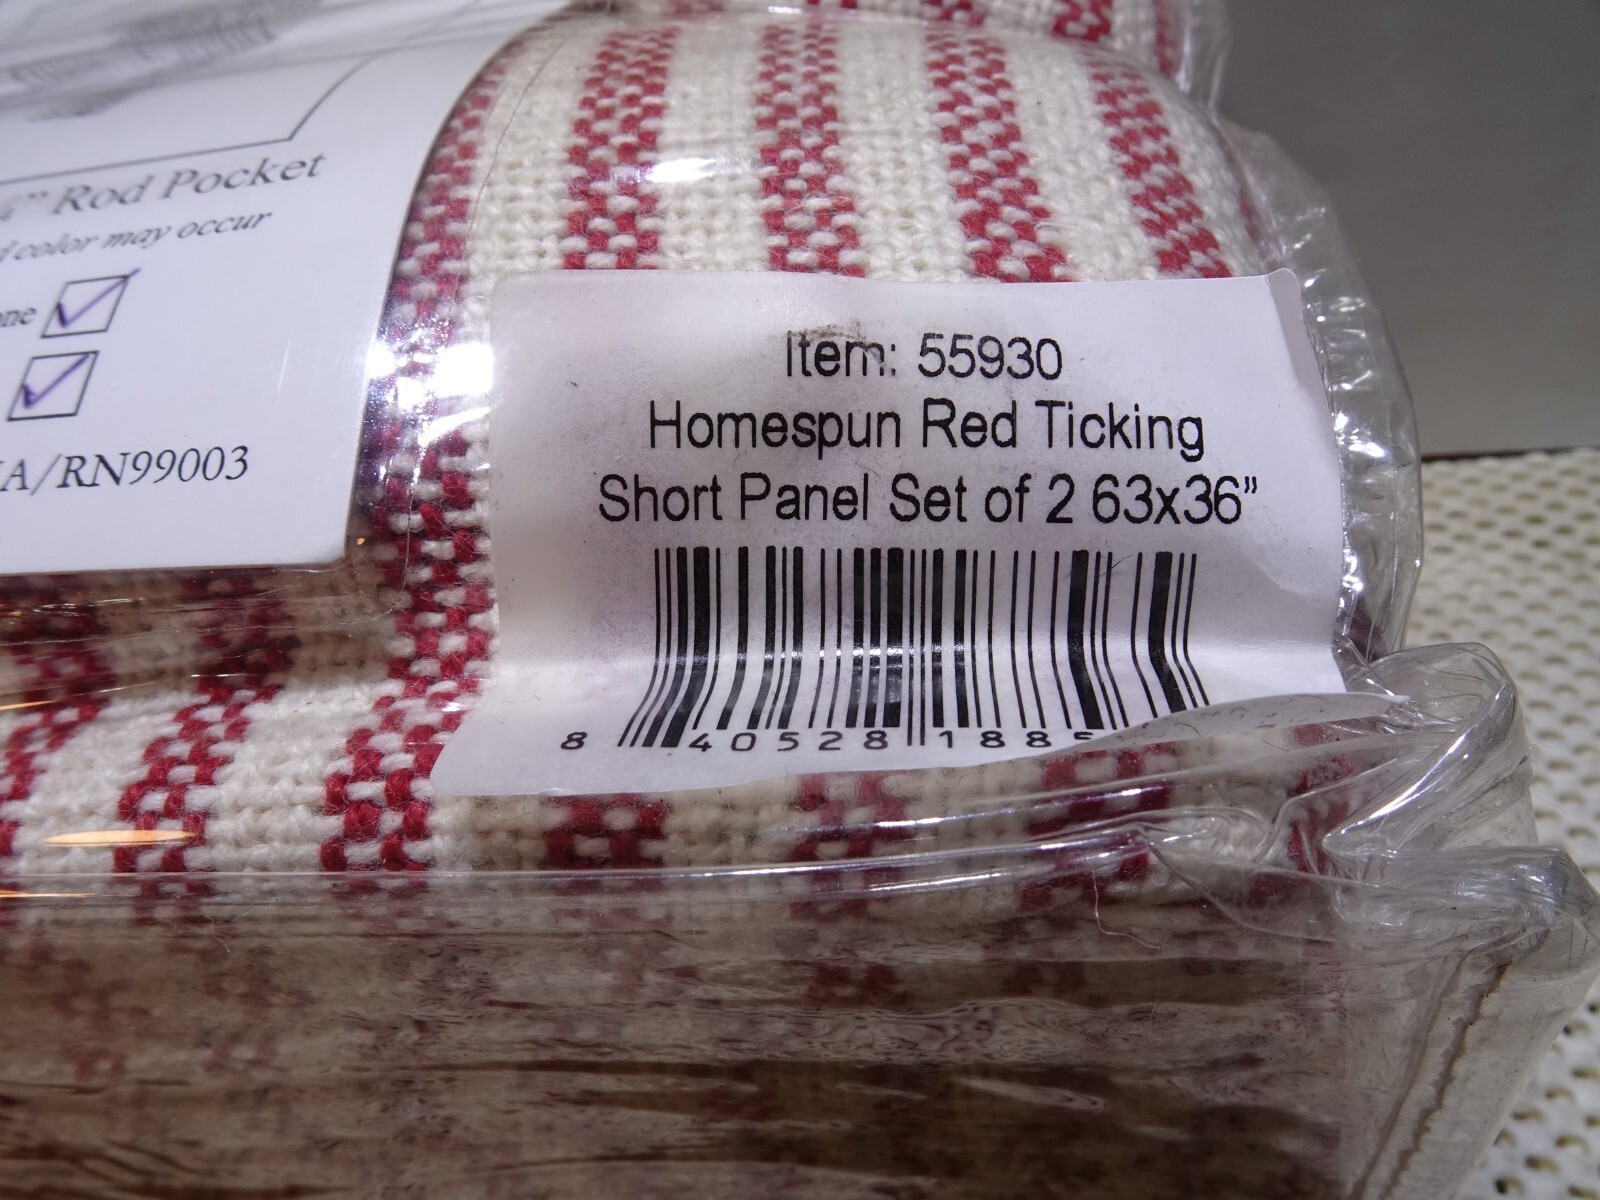 Rod Pocket
color may occur
A/RN99003
Item: 55930
Homespun Red Ticking
Short Panel Set of 2 63x36”
8 40528 188